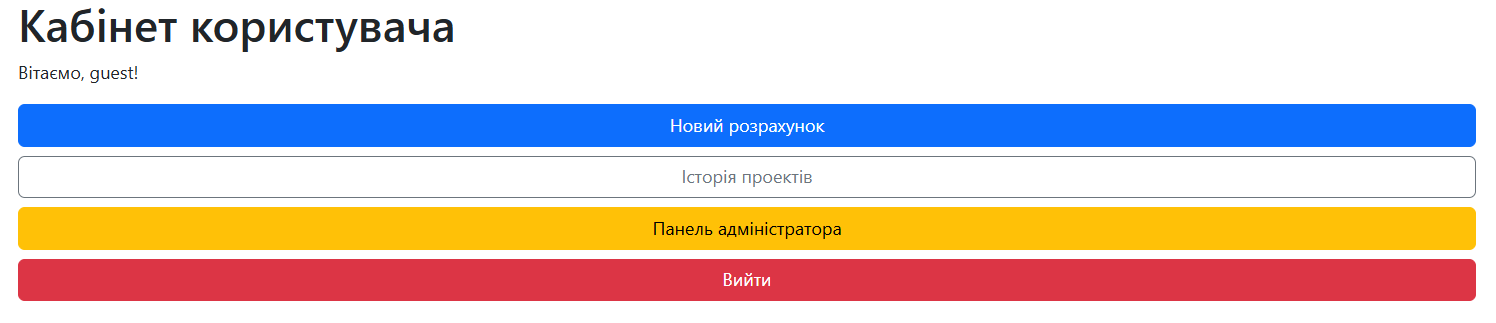 Кабінет користувача
Вітаємо, guest!
Новий розрахунок
Історія проектів
Панель адміністратора
Вийти